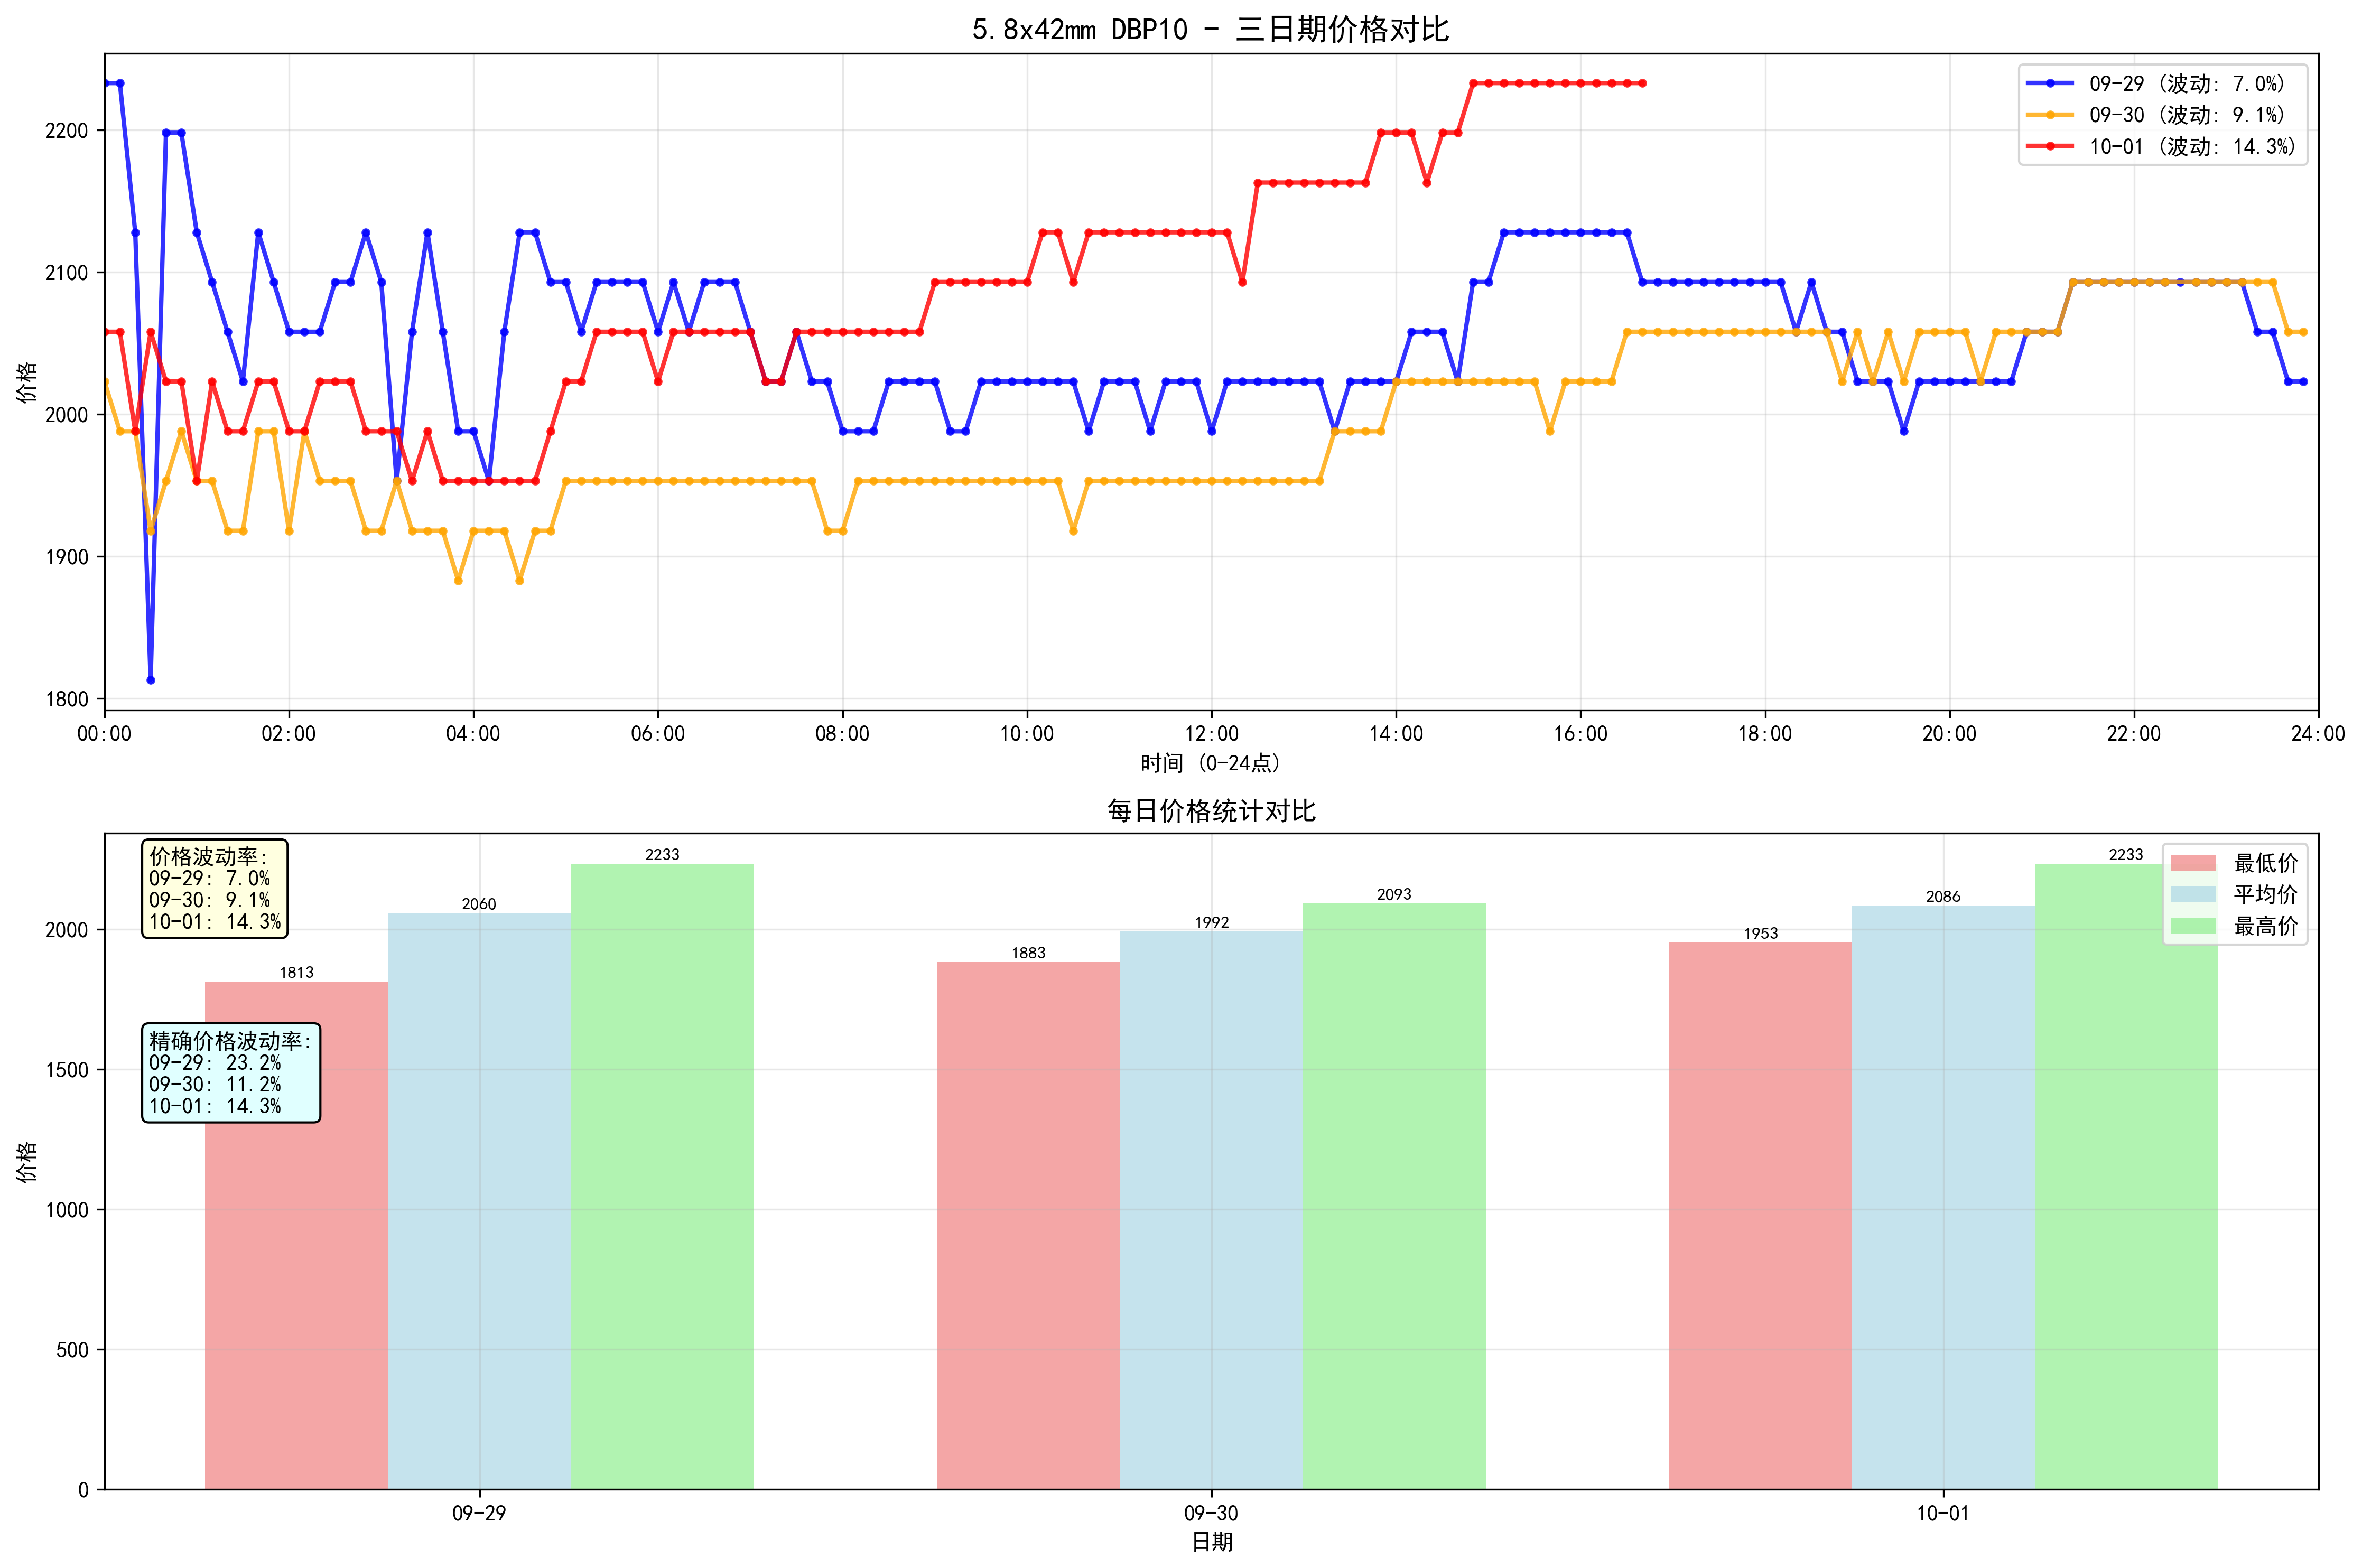 5.8x42mm DBP10 - 三日期价格对比
价格
2200
2100
2000
1900
1800
09-29 (波动: 7.0%)
09-30 (波动: 9.1%)
10-01 (波动: 14.3%)
00:00 02:00 04:00 06:00 08:00 10:00 12:00 14:00 16:00 18:00 20:00 22:00 24:00
时间 (0-24点)
每日价格统计对比
价格
2000
1500
1000
500
0
价格波动率:
09-29: 7.0%
09-30: 9.1%
10-01: 14.3%
精确价格波动率:
09-29: 23.2%
09-30: 11.2%
10-01: 14.3%
1813 2060 2233 1883 1992 2093 1953 2086 2233
最低价
平均价
最高价
09-29 09-30 10-01
日期